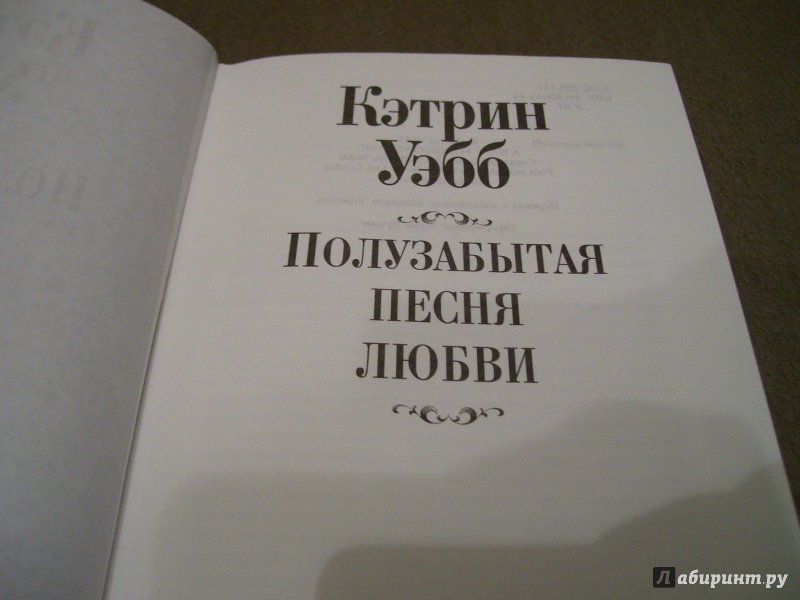 Кэтрин
Уэбб
Полузабытая
песня
любви
Лабиринт.ру